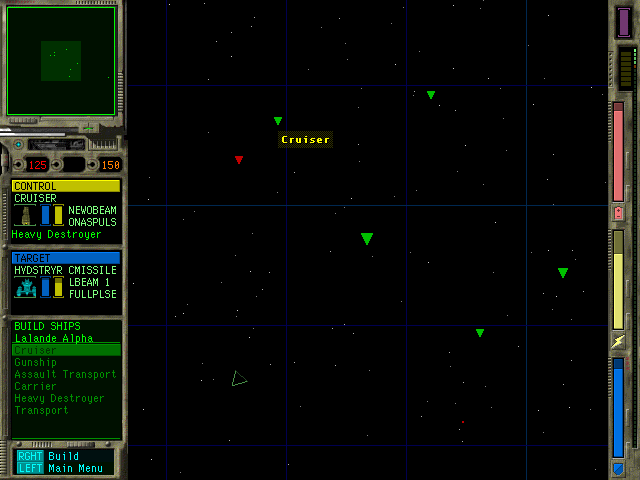 Cruiser
125 150
CONTROL
CRUISER
NEWOBEAM
ONASPULS
Heavy Destroyer
TARGET
HVDSTRYR CMISSILE
LBEAM 1
FULLPLSE
BUILD SHIPS
Lalande Alpha
Cruiser
Gunship
Assault Transport
Carrier
Heavy Destroyer
Transport
RGHT Build
LEFT Main Menu